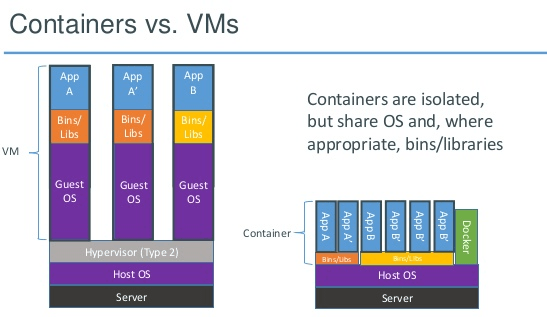 Containers vs. VMs
VM
App
A
App
A’
App
B
Bins/
Libs
Bins/
Libs
Bins/
Libs
Guest
OS
Guest
OS
Guest
OS
Hypervisor (Type 2)
Host OS
Server
Containers are isolated,
but share OS and, where
appropriate, bins/libraries
Container
App A
App A’
App B
App B’
App B’
App B’
Docker
Bins/Libs
Bins/Libs
Host OS
Server